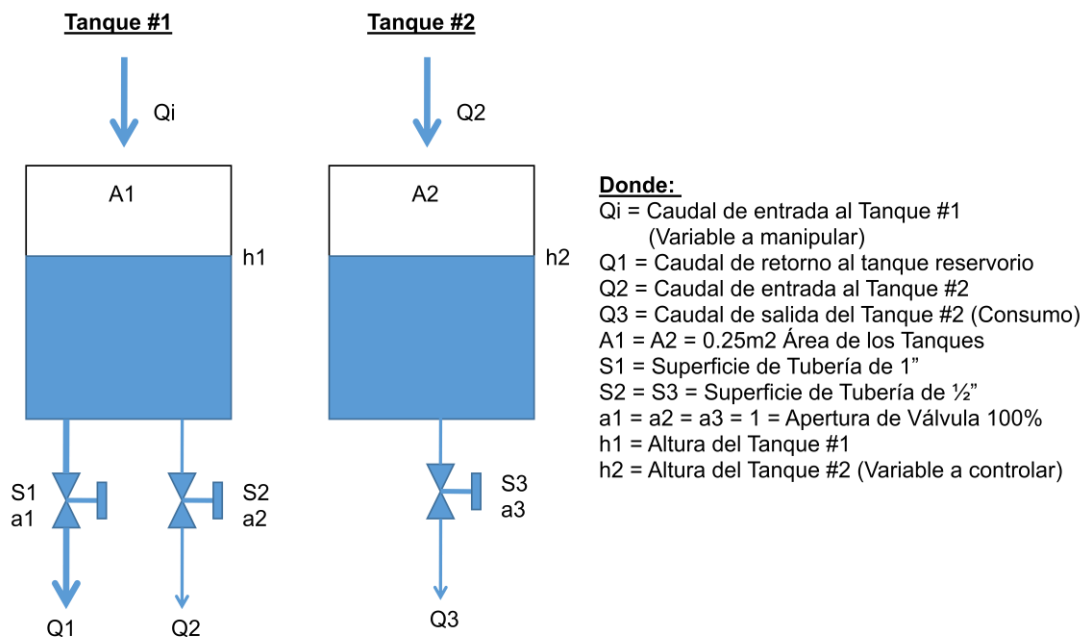 Tanque #1
Tanque #2
Qi
Q2
A1
A2
h1
h2
Donde:
Qi = Caudal de entrada al Tanque #1
(Variable a manipular)
Q1 = Caudal de retorno al tanque reservorio
Q2 = Caudal de entrada al Tanque #2
Q3 = Caudal de salida del Tanque #2 (Consumo)
A1 = A2 = 0.25m2 Área de los Tanques
S1 = Superficie de Tubería de 1”
S2 = S3 = Superficie de Tubería de ½”
a1 = a2 = a3 = 1 = Apertura de Válvula 100%
h1 = Altura del Tanque #1
h2 = Altura del Tanque #2 (Variable a controlar)
S1
a1
S2
a2
S3
a3
Q1
Q2
Q3